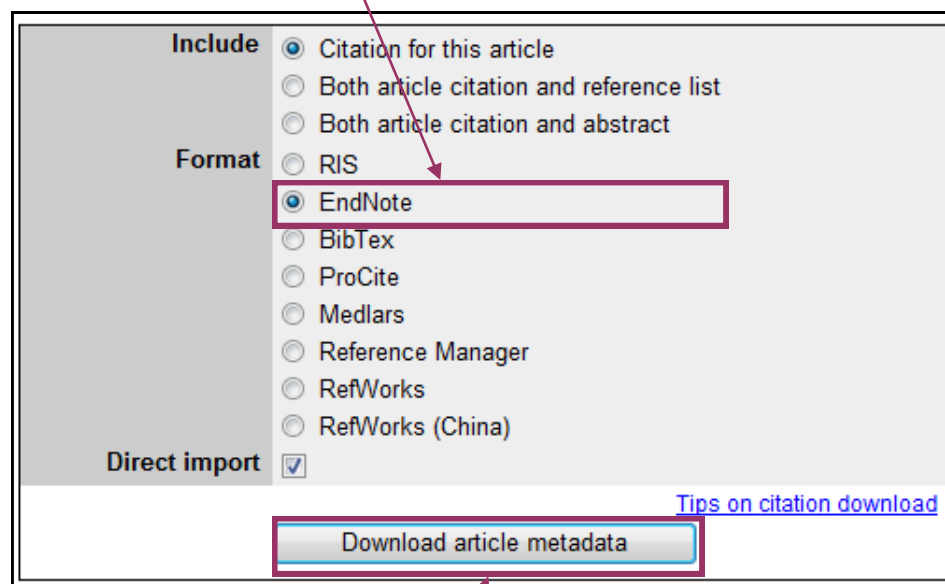 Include Citation for this article
Both article citation and reference list
Both article citation and abstract
Format RIS
EndNote
BibTex
ProCite
Medlars
Reference Manager
RefWorks
RefWorks (China)
Direct import
Tips on citation download
Download article metadata